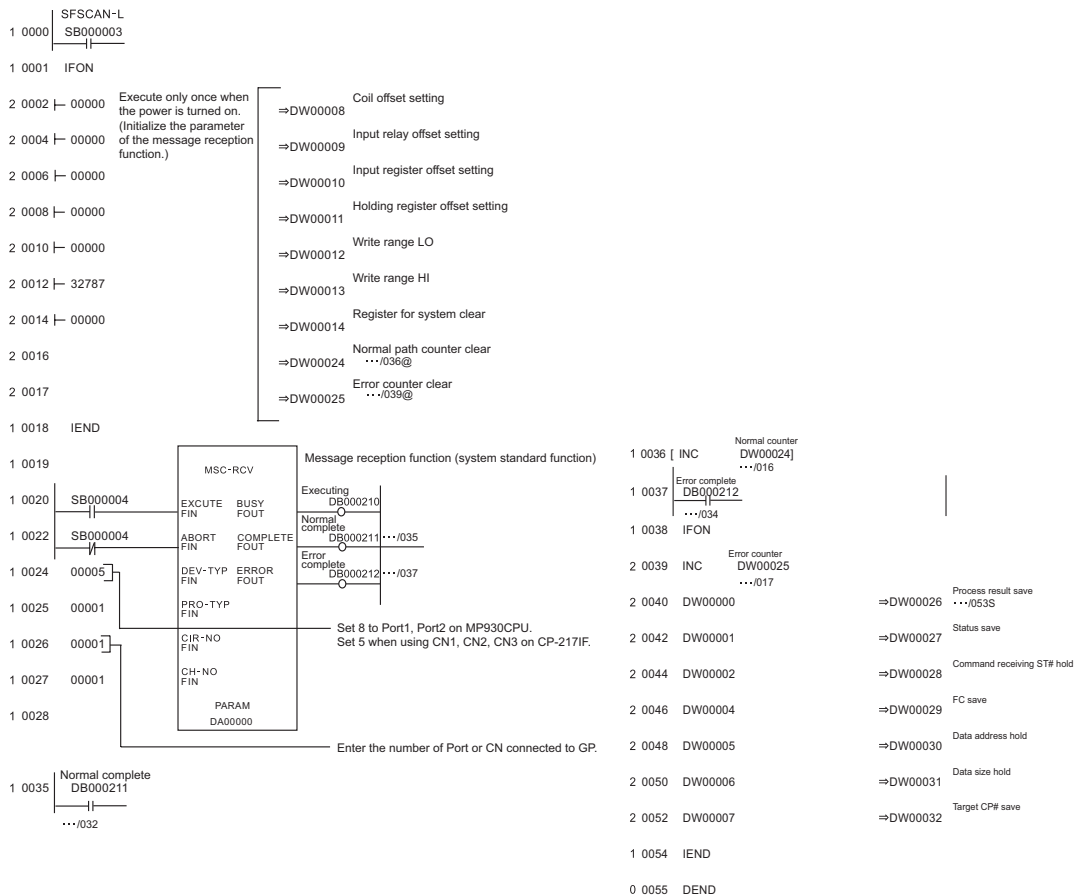 SFSCAN-L
1 0000 SB000003
1 0001 IFON
2 0002 00000
Execute only once when
the power is turned on.
(Initialize the parameter
of the message reception
function.)
⇒DW00008 Coil offset setting
2 0004 00000 ⇒DW00009 Input relay offset setting
2 0006 00000 ⇒DW00010 Input register offset setting
2 0008 00000 ⇒DW00011 Holding register offset setting
2 0010 00000 ⇒DW00012 Write range LO
2 0012 32787 ⇒DW00013 Write range HI
2 0014 00000 ⇒DW00014 Register for system clear
2 0016 ⇒DW00024 Normal path counter clear
···/036@
2 0017 ⇒DW00025 Error counter clear
···/039@
1 0018 IEND
1 0019 MSC-RCV Message reception function (system standard function)
1 0020 SB000004 EXCUTE BUSY Executing DB000210
FIN FOUT
1 0022 SB000004 ABORT COMPLETE Normal complete DB000211 ···/035
FIN FOUT
1 0024 00005 DEV-TYP ERROR Error complete DB000212 ···/037
FIN FOUT
1 0025 00001 PRO-TYP
FIN
Set 8 to Port1, Port2 on MP930CPU.
Set 5 when using CN1, CN2, CN3 on CP-217IF.
1 0026 00001 CIR-NO
FIN
1 0027 00001 CH-NO
FIN
1 0028 PARAM
DA00000
Enter the number of Port or CN connected to GP.
1 0035 Normal complete
DB000211
···/032
Normal counter
1 0036 [ INC DW00024]
···/016
Error complete
1 0037 DB000212
···/034
1 0038 IFON
Error counter
2 0039 INC DW00025
···/017
2 0040 DW00000 ⇒DW00026 Process result save
···/053S
2 0042 DW00001 ⇒DW00027 Status save
2 0044 DW00002 ⇒DW00028 Command receiving ST# hold
2 0046 DW00004 ⇒DW00029 FC save
2 0048 DW00005 ⇒DW00030 Data address hold
2 0050 DW00006 ⇒DW00031 Data size hold
2 0052 DW00007 ⇒DW00032 Target CP# save
1 0054 IEND
0 0055 DEND